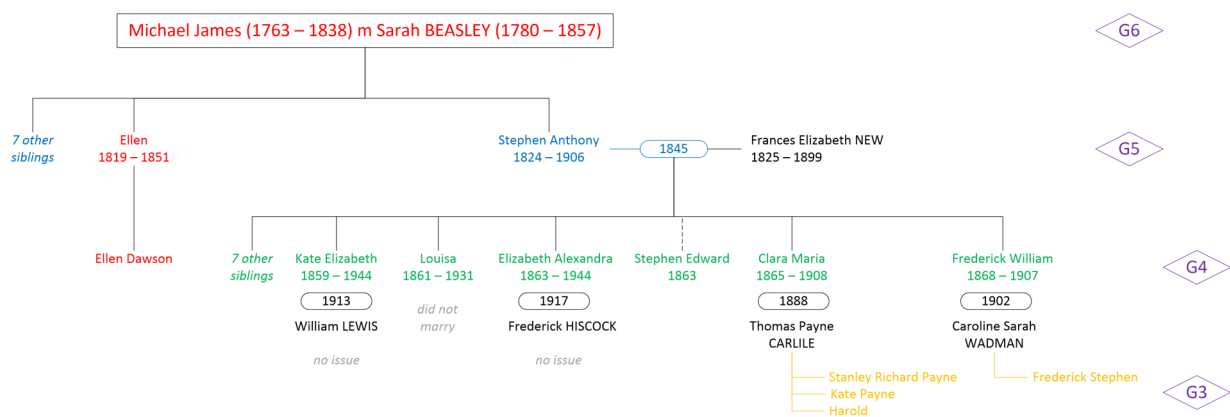 Michael James (1763 – 1838) m Sarah BEASLEY (1780 – 1857)
G6
7 other
siblings
Ellen
1819 – 1851
Stephen Anthony
1824 – 1906
1845
Frances Elizabeth NEW
1825 – 1899
G5
Ellen Dawson
7 other
siblings
Kate Elizabeth
1859 – 1944
1913
William LEWIS
no issue
Louisa
1861 – 1931
did not
marry
Elizabeth Alexandra
1863 – 1944
1917
Frederick HISCOCK
no issue
Stephen Edward
1863
Clara Maria
1865 – 1908
1888
Thomas Payne
CARLILE
Frederick William
1868 – 1907
1902
Caroline Sarah
WADMAN
G4
Stanley Richard Payne
Kate Payne
Harold
Frederick Stephen
G3